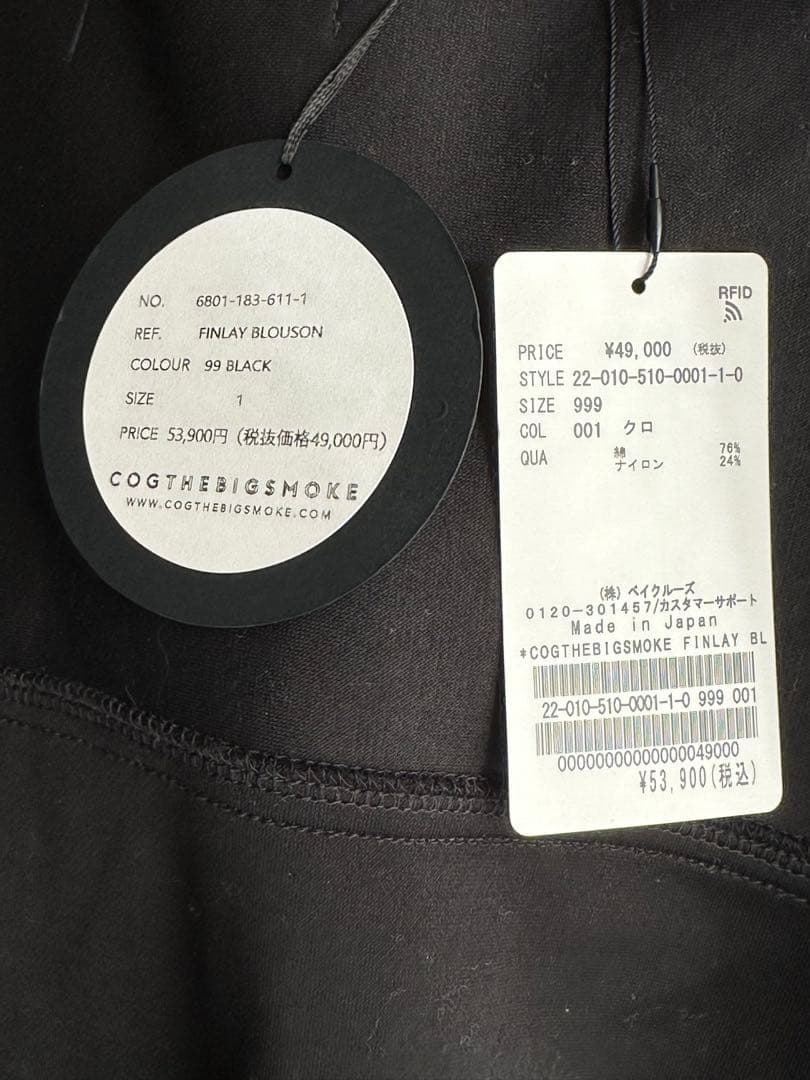 NO. 6801-183-611-1
REF. FINLAY BLOUSON
COLOUR 99 BLACK
SIZE 1
PRICE 53,900円 (税抜価格49,000円)
COGTHEBIGSMOKE
WWW.COGTHEBIGSMOKE.COM
RFID
PRICE ¥49,000 (税抜)
STYLE 22-010-510-0001-1-0
SIZE 999
COL 001 クロ
QUA 綿 76%
ナイロン 24%
(株) ベイクルーズ
0120-301457/カスタマーサポート
Made in Japan
*COGTHEBIGSMOKE FINLAY BL
22-010-510-0001-1-0 999 001
00000000000000049000
¥53,900(税込)